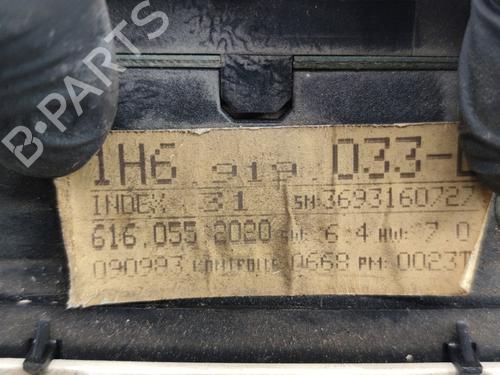 B-PARTS
1H6 919 033-
INDEX 31 SN:3693160727
616.055 2020 SW: 6 4 HW: 7 0
090993 CONTROLE 0668 PM: 0023T